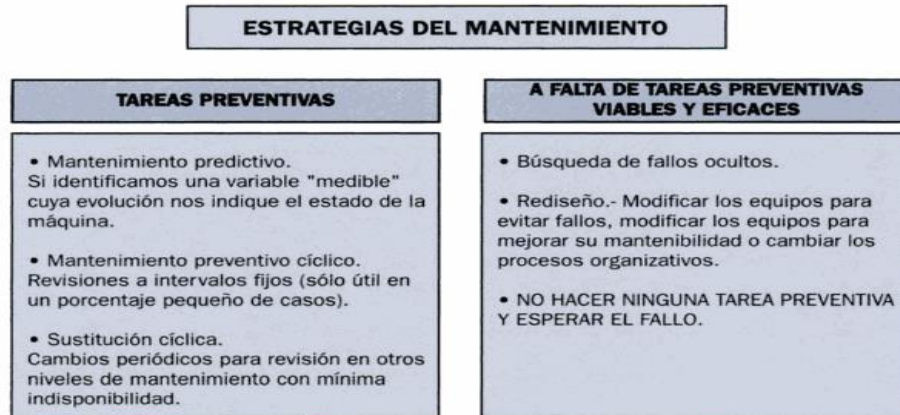 ESTRATEGIAS DEL MANTENIMIENTO
TAREAS PREVENTIVAS
• Mantenimiento predictivo.
Si identificamos una variable "medible"
cuya evolución nos indique el estado de la
máquina.
• Mantenimiento preventivo cíclico.
Revisiones a intervalos fijos (sólo útil en
un porcentaje pequeño de casos).
• Sustitución cíclica.
Cambios periódicos para revisión en otros
niveles de mantenimiento con mínima
indisponibilidad.
A FALTA DE TAREAS PREVENTIVAS
VIABLES Y EFICACES
• Búsqueda de fallos ocultos.
• Rediseño.- Modificar los equipos para
evitar fallos, modificar los equipos para
mejorar su mantenibilidad o cambiar los
procesos organizativos.
• NO HACER NINGUNA TAREA PREVENTIVA
Y ESPERAR EL FALLO.